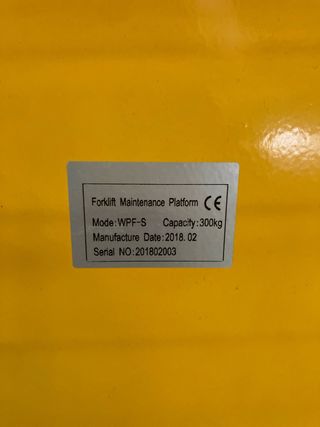 Forklift Maintenance Platform CE
Mode:WPF-S Capacity:300kg
Manufacture Date:2018.02
Serial NO:201802003